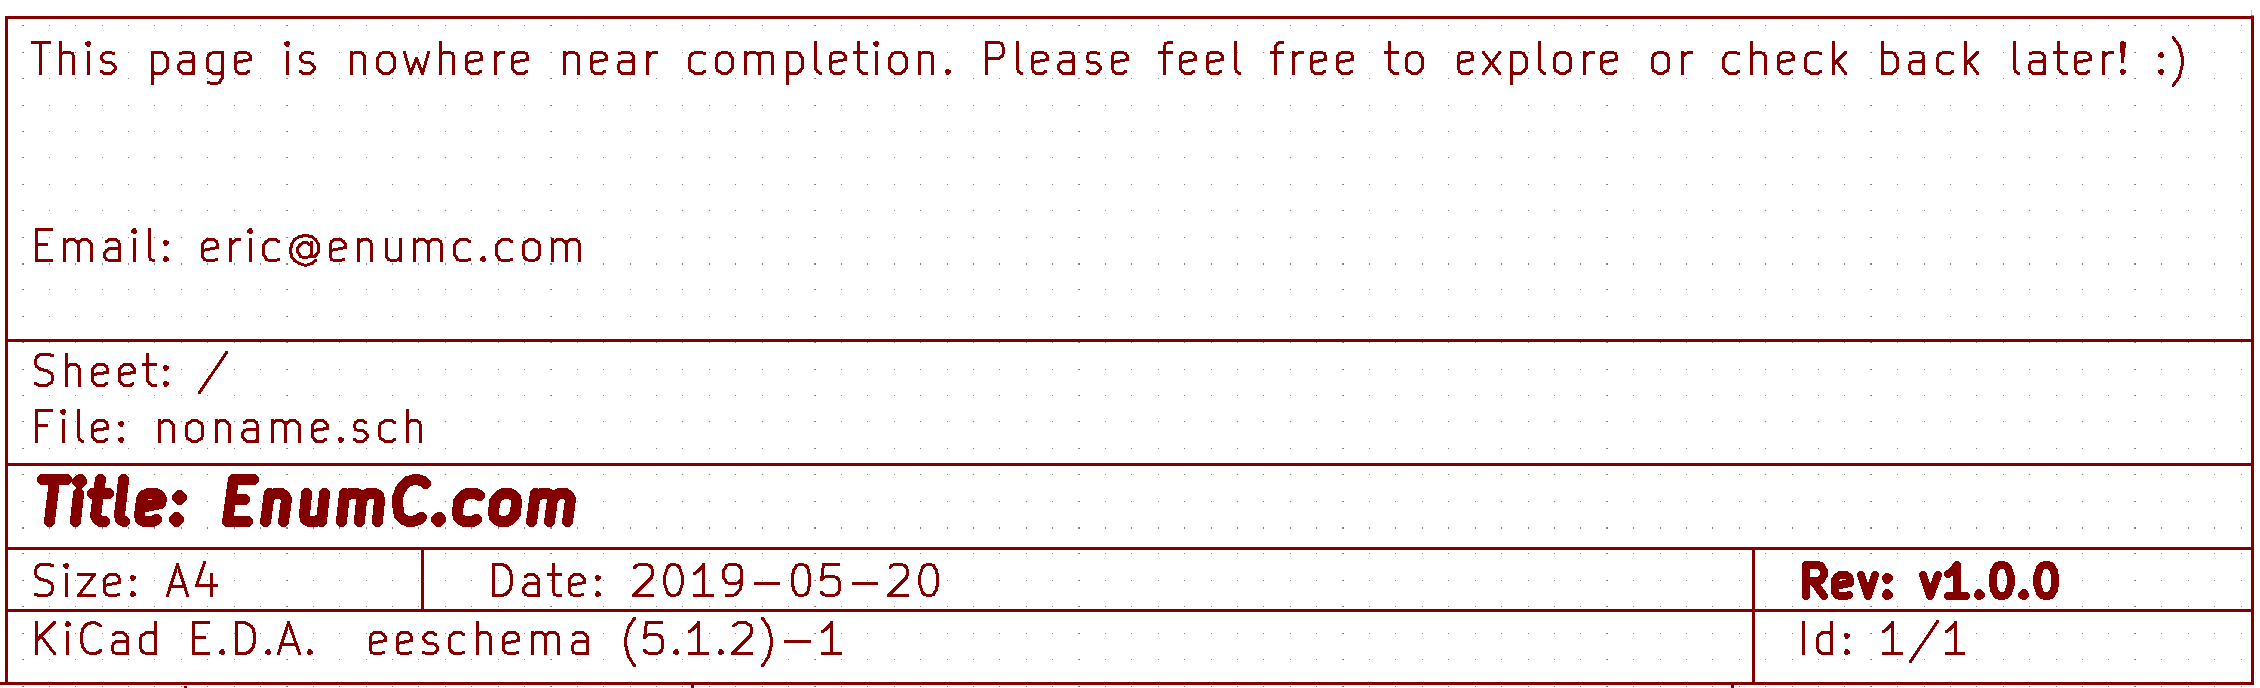 This page is nowhere near completion. Please feel free to explore or check back later! :)
Email: eric@enumc.com
Sheet: /
File: noname.sch
Title: EnumC.com
Size: A4 Date: 2019-05-20 Rev: v1.0.0
KiCad E.D.A. eeschema (5.1.2)-1 Id: 1/1